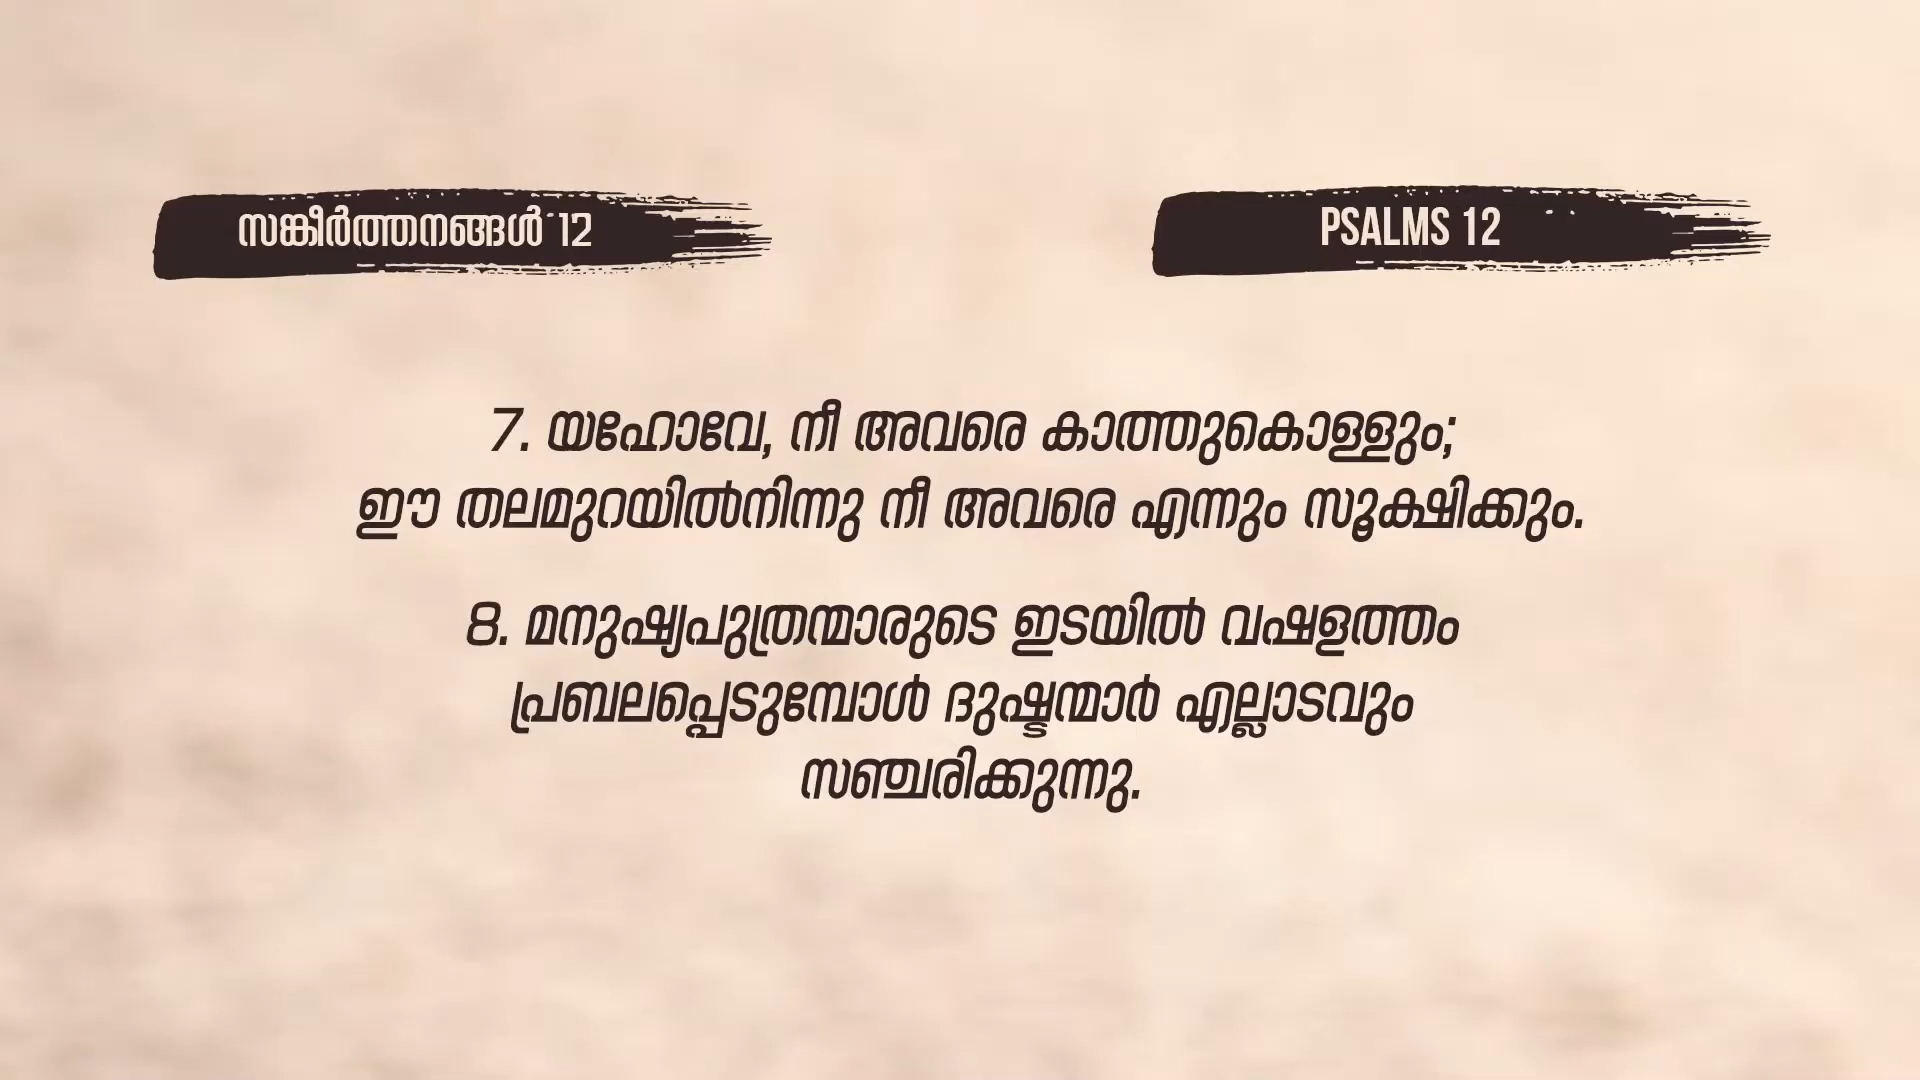 സങ്കീർത്തനങ്ങൾ 12
PSALMS 12
7. യഹോവേ, നീ അവരെ കാത്തുകൊള്ളും;
ഈ തലമുറയിൽനിന്നു നീ അവരെ എന്നും സൂക്ഷിക്കും.
8. മനുഷ്യപുത്രന്മാരുടെ ഇടയിൽ വഷളത്തം
പ്രബലപ്പെടുമ്പോൾ ദുഷ്ടന്മാർ എല്ലാടവും
സഞ്ചരിക്കുന്നു.